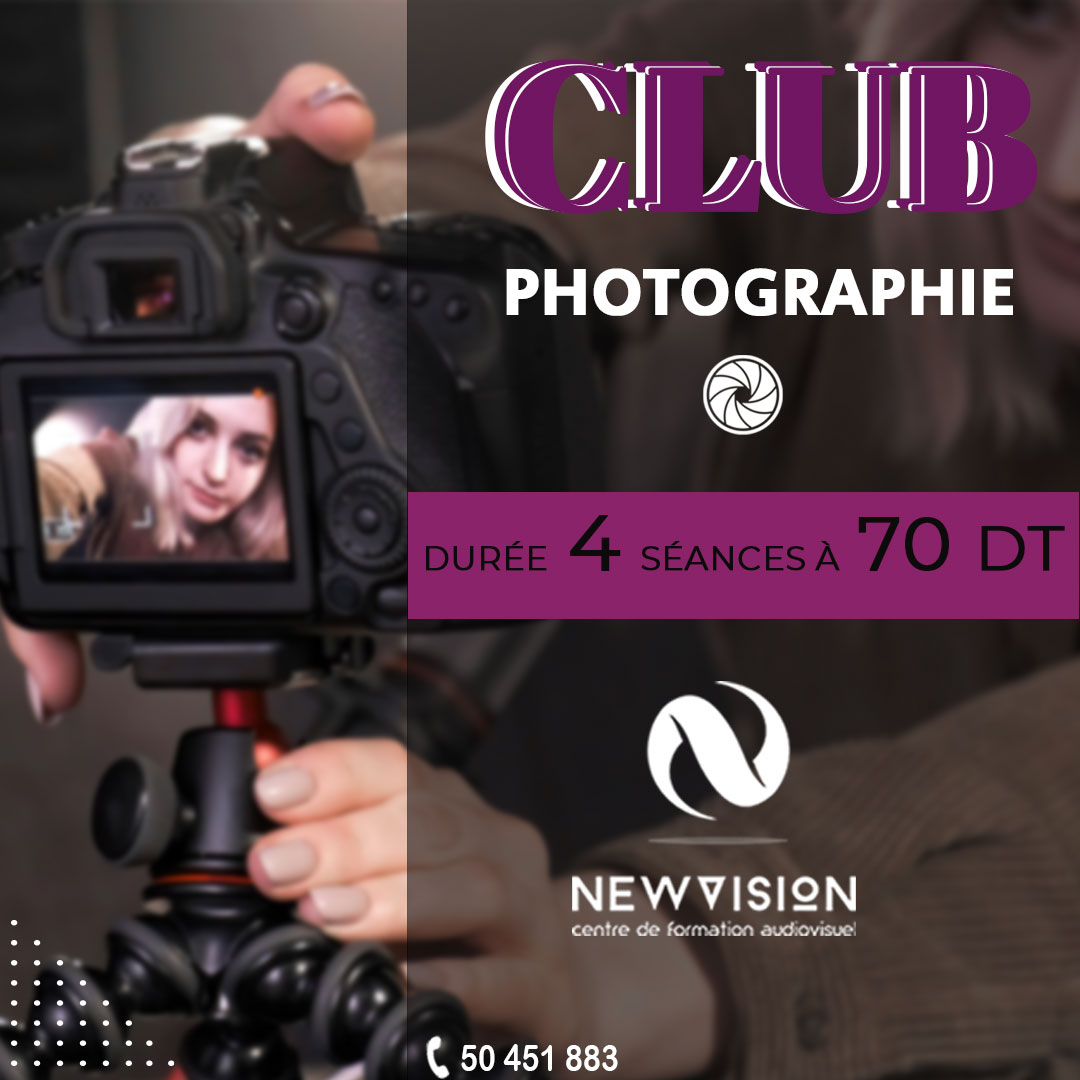 CLUB
PHOTOGRAPHIE
DURÉE 4 SÉANCES À 70 DT
NEWVISION
centre de formation audiovisuel
50 451 883